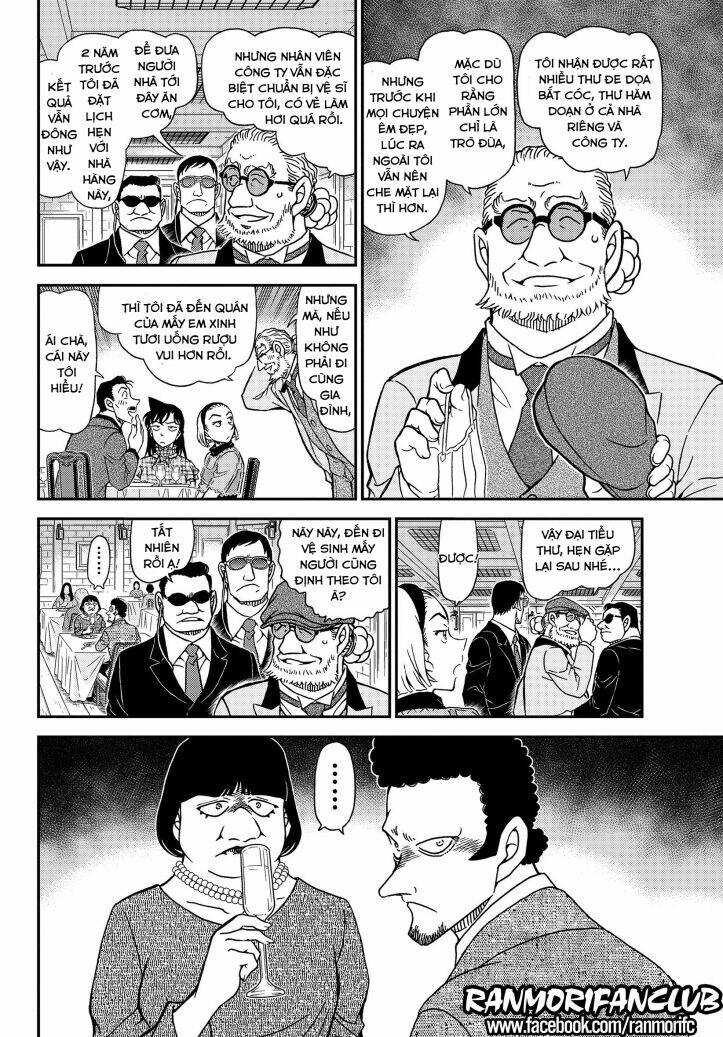 TÔI NHẬN ĐƯỢC RẤT
NHIỀU THƯ ĐE DỌA
BẮT CÓC, THƯ HĂM
DOẠN Ở CẢ NHÀ
RIÊNG VÀ
CÔNG TY.
MẶC DÙ
TÔI CHO
RẰNG
PHẦN LỚN
CHỈ LÀ
TRÒ ĐÙA,
NHƯNG
TRƯỚC KHI
MỌI CHUYỆN
ÊM ĐẸP,
LÚC RA
NGOÀI TÔI
VẪN NÊN
CHE MẶT LẠI
THÌ HƠN.
NHƯNG NHÂN VIÊN
CÔNG TY VẪN ĐẶC
BIỆT CHUẨN BỊ VỆ SĨ
CHO TÔI, CÓ VẺ LÀM
HƠI QUÁ RỒI.
ĐỂ ĐƯA
NGƯỜI
NHÀ TỚI
ĐÂY ĂN
CƠM,
2 NĂM
TRƯỚC
TÔI ĐÃ
ĐẶT
LỊCH
HẸN
VỚI
NHÀ
HÀNG
NÀY,
KẾT
QUẢ VẪN
ĐÔNG
NHƯ
VẬY.
NHƯNG
MÀ, NẾU
NHƯ
KHÔNG
PHẢI ĐI
CÙNG
GIA
ĐÌNH,
THÌ TÔI ĐÃ ĐẾN QUÁN
CỦA MẤY EM XINH
TƯƠI UỐNG RƯỢU
VUI HƠN RỒI.
ÁI CHÀ,
CÁI NÀY
TÔI
HIỂU!
VẬY ĐẠI TIỂU
THƯ, HẸN GẶP
LẠI SAU NHÉ...
ĐƯỢC!
NÀY NÀY, ĐẾN ĐI
VỆ SINH MẤY
NGƯỜI CŨNG
ĐỊNH THEO TÔI
À?
TẤT
NHIÊN
RỒI Ạ!
RANMORIFANCLUB
www.facebook.com/ranmorifc